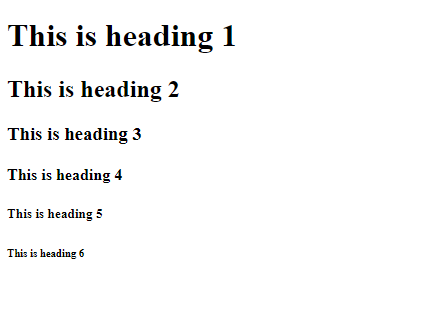 This is heading 1
This is heading 2
This is heading 3
This is heading 4
This is heading 5
This is heading 6